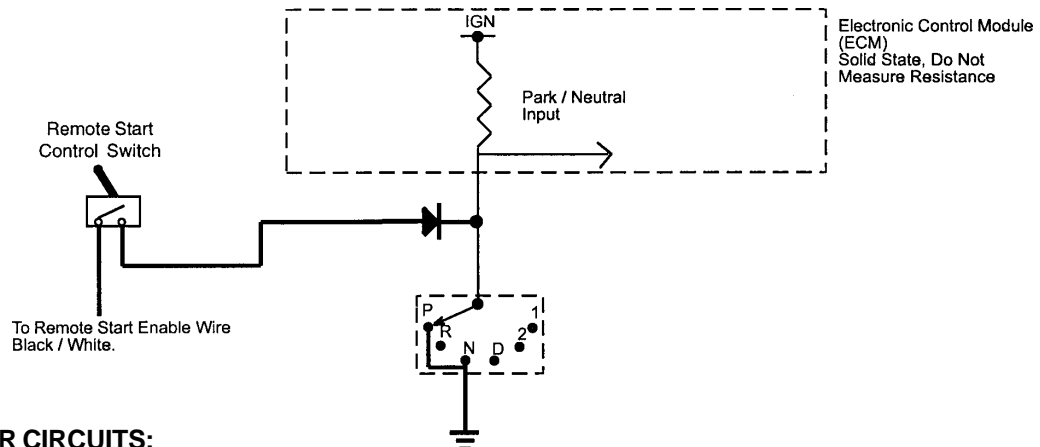 IGN
Electronic Control Module
(ECM)
Solid State, Do Not
Measure Resistance
Park / Neutral
Input
Remote Start
Control Switch
To Remote Start Enable Wire
Black / White.
P
R
N
D
2
1
R CIRCUITS: